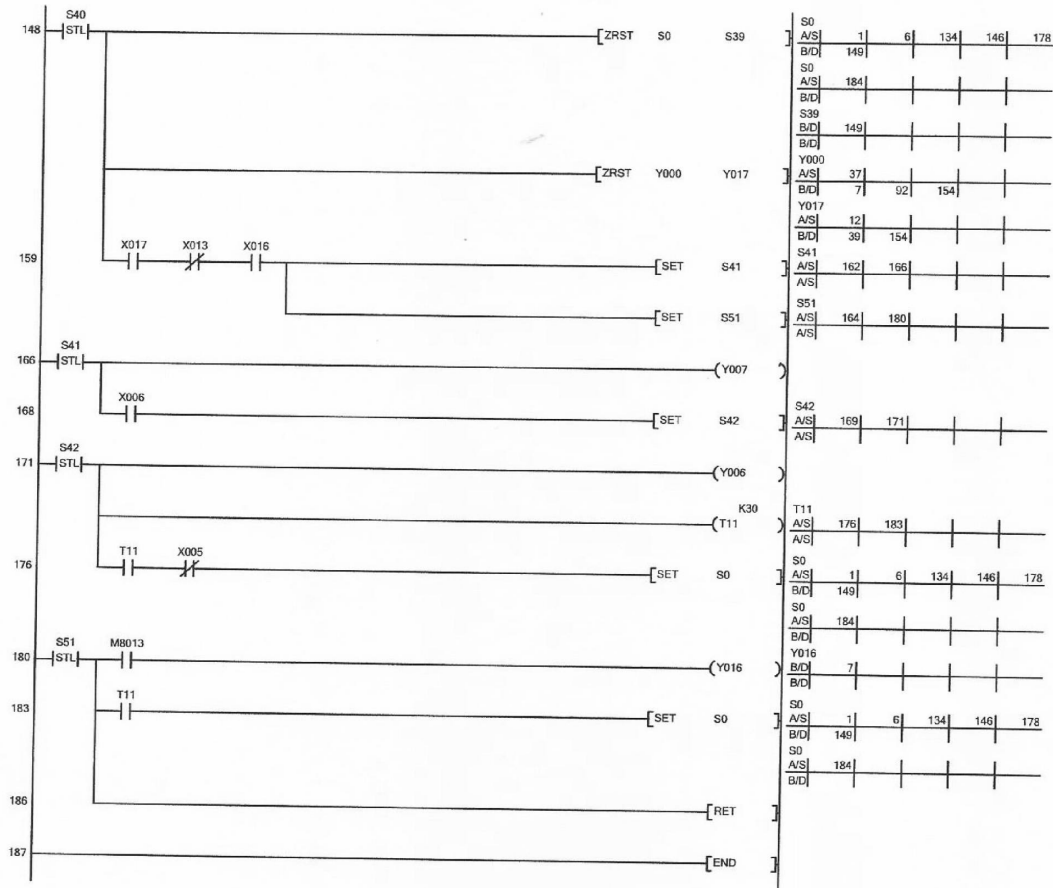 S40
148 STL ZRST S0 S39
S0
A/S 1 6 134 146 178
B/D 149
S0
A/S 184
B/D
S39
B/D 149
B/D
ZRST Y000 Y017
Y000
A/S 37
B/D 7 92 154
Y017
A/S 12
B/D 39 154
X017 X013 X016
159 SET S41
S41
A/S 162 166
A/S
SET S51
S51
A/S 164 180
A/S
S41
166 STL Y007
X006
168 SET S42
S42
A/S 169 171
A/S
S42
171 STL Y006
K30
T11
T11
A/S 176 183
A/S
T11 X005
176 SET S0
S0
A/S 1 6 134 146 178
B/D 149
S0
A/S 184
B/D
S51 M8013
180 STL Y016
Y016
B/D 7
B/D
T11
183 SET S0
S0
A/S 1 6 134 146 178
B/D 149
S0
A/S 184
B/D
186 RET
187 END